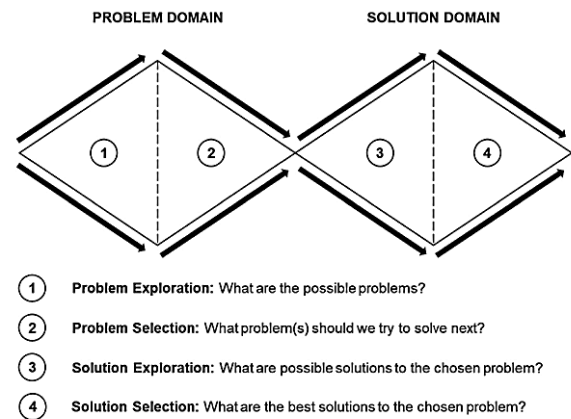 PROBLEM DOMAIN
SOLUTION DOMAIN
1
2
3
4
1 Problem Exploration: What are the possible problems?
2 Problem Selection: What problem(s) should we try to solve next?
3 Solution Exploration: What are possible solutions to the chosen problem?
4 Solution Selection: What are the best solutions to the chosen problem?